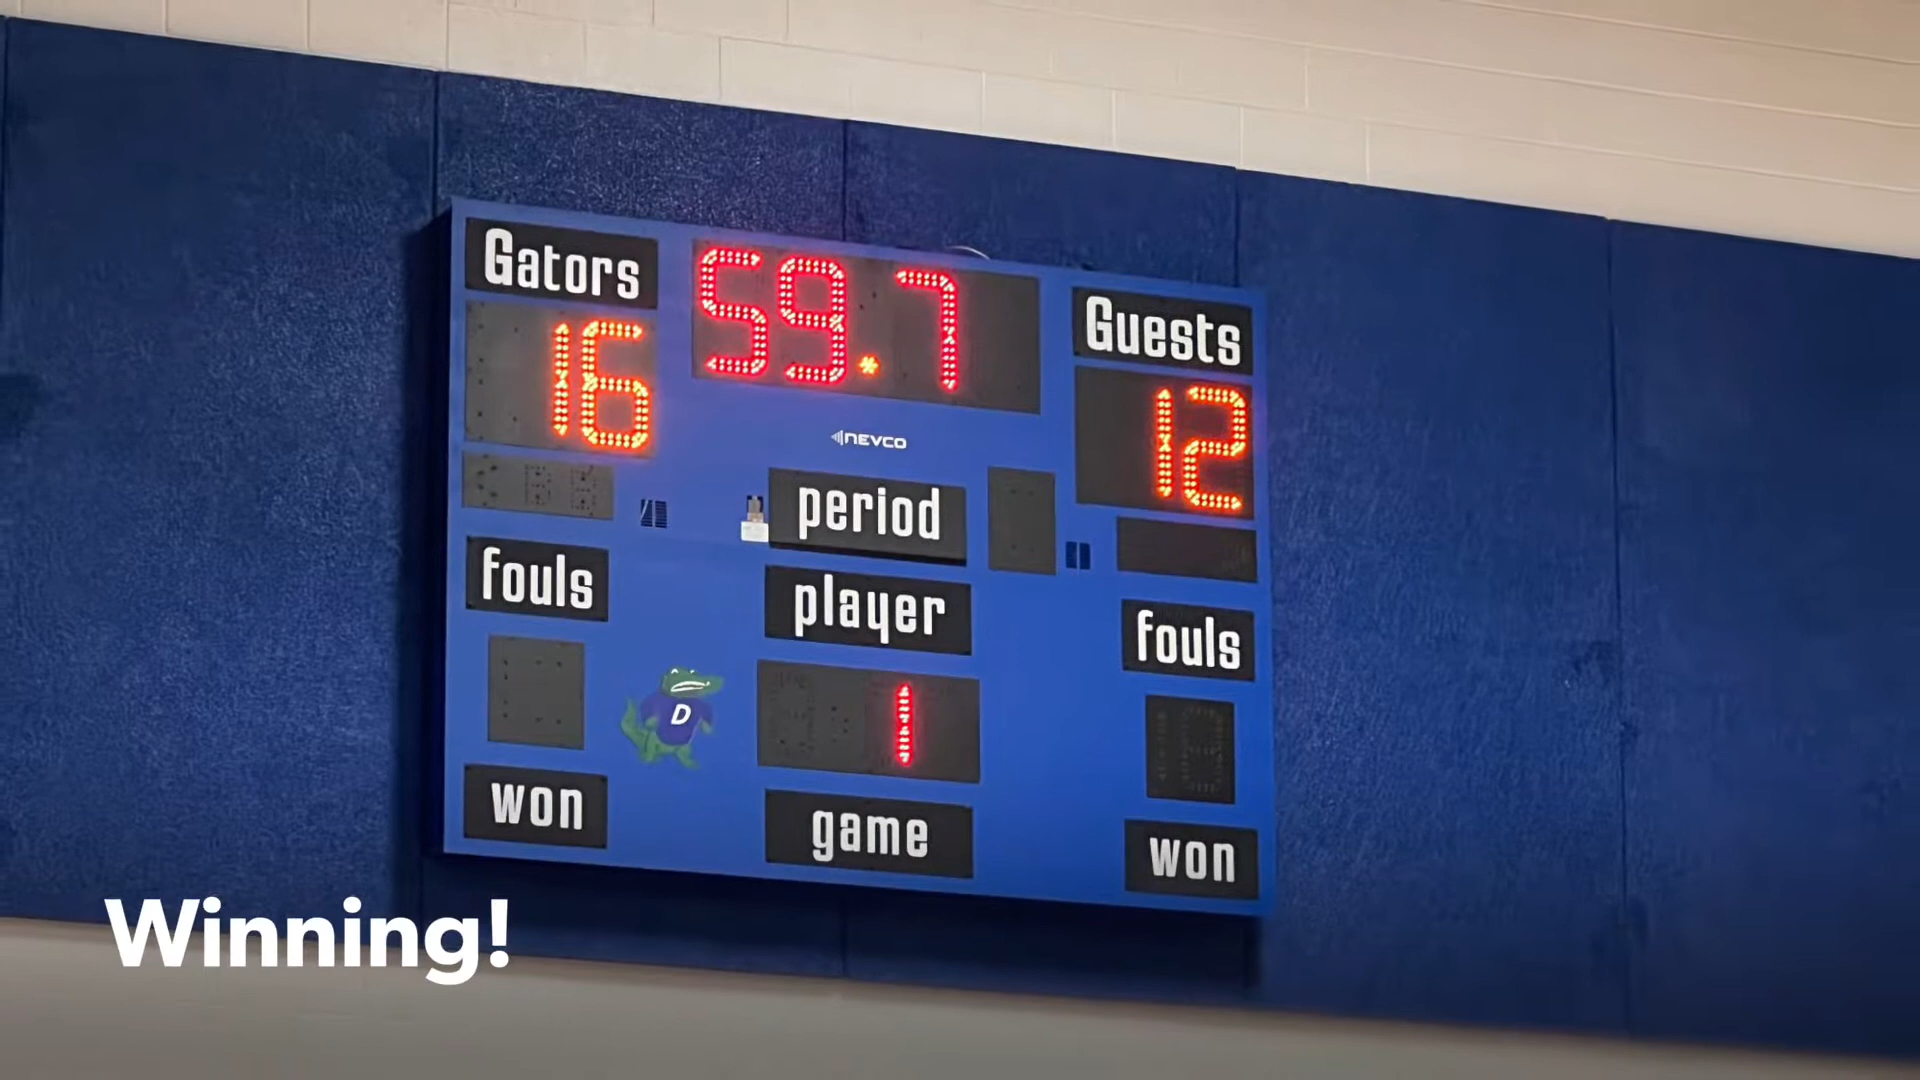 Gators
59.7
Guests
16
12
NEVCO
period
fouls
player
fouls
D
1
won
game
won
Winning!